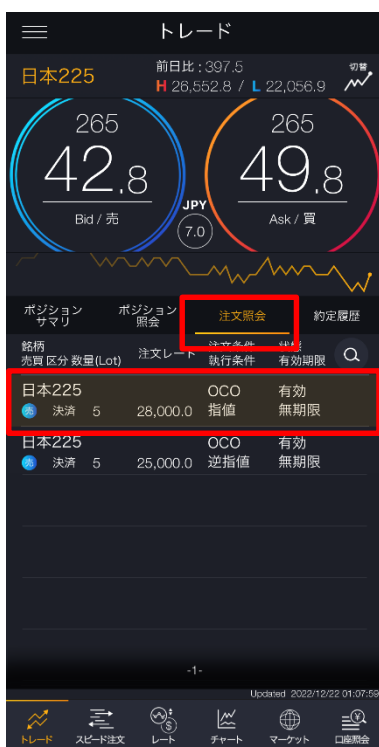 トレード
日本225
前日比:397.5
H 26,552.8 / L 22,056.9
切替
265
42.8
Bid / 売
JPY
7.0
265
49.8
Ask / 買
ポジション
サマリ
ポジション
照会
注文照会
約定履歴
銘柄
売買 区分 数量(Lot)
注文レート
注文条件
執行条件
状態
有効期限
日本225
売 決済 5
28,000.0
OCO
指値
有効
無期限
日本225
売 決済 5
25,000.0
OCO
逆指値
有効
無期限
-1-
Updated 2022/12/22 01:07:59
トレード
スピード注文
レート
チャート
マーケット
口座照会